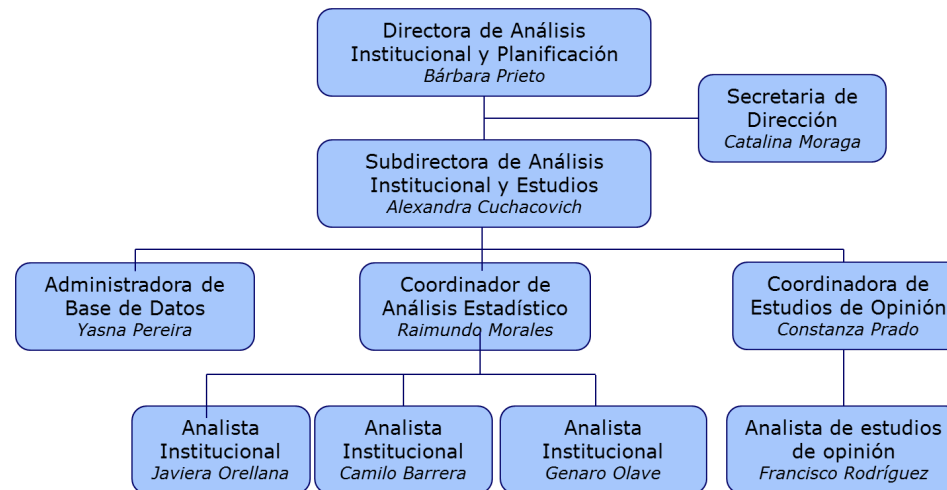 Directora de Análisis
Institucional y Planificación
Bárbara Prieto
Secretaria de
Dirección
Catalina Moraga
Subdirectora de Análisis
Institucional y Estudios
Alexandra Cuchacovich
Administradora de
Base de Datos
Yasna Pereira
Coordinador de
Análisis Estadístico
Raimundo Morales
Coordinadora de
Estudios de Opinión
Constanza Prado
Analista
Institucional
Javiera Orellana
Analista
Institucional
Camilo Barrera
Analista
Institucional
Genaro Olave
Analista de estudios
de opinión
Francisco Rodríguez